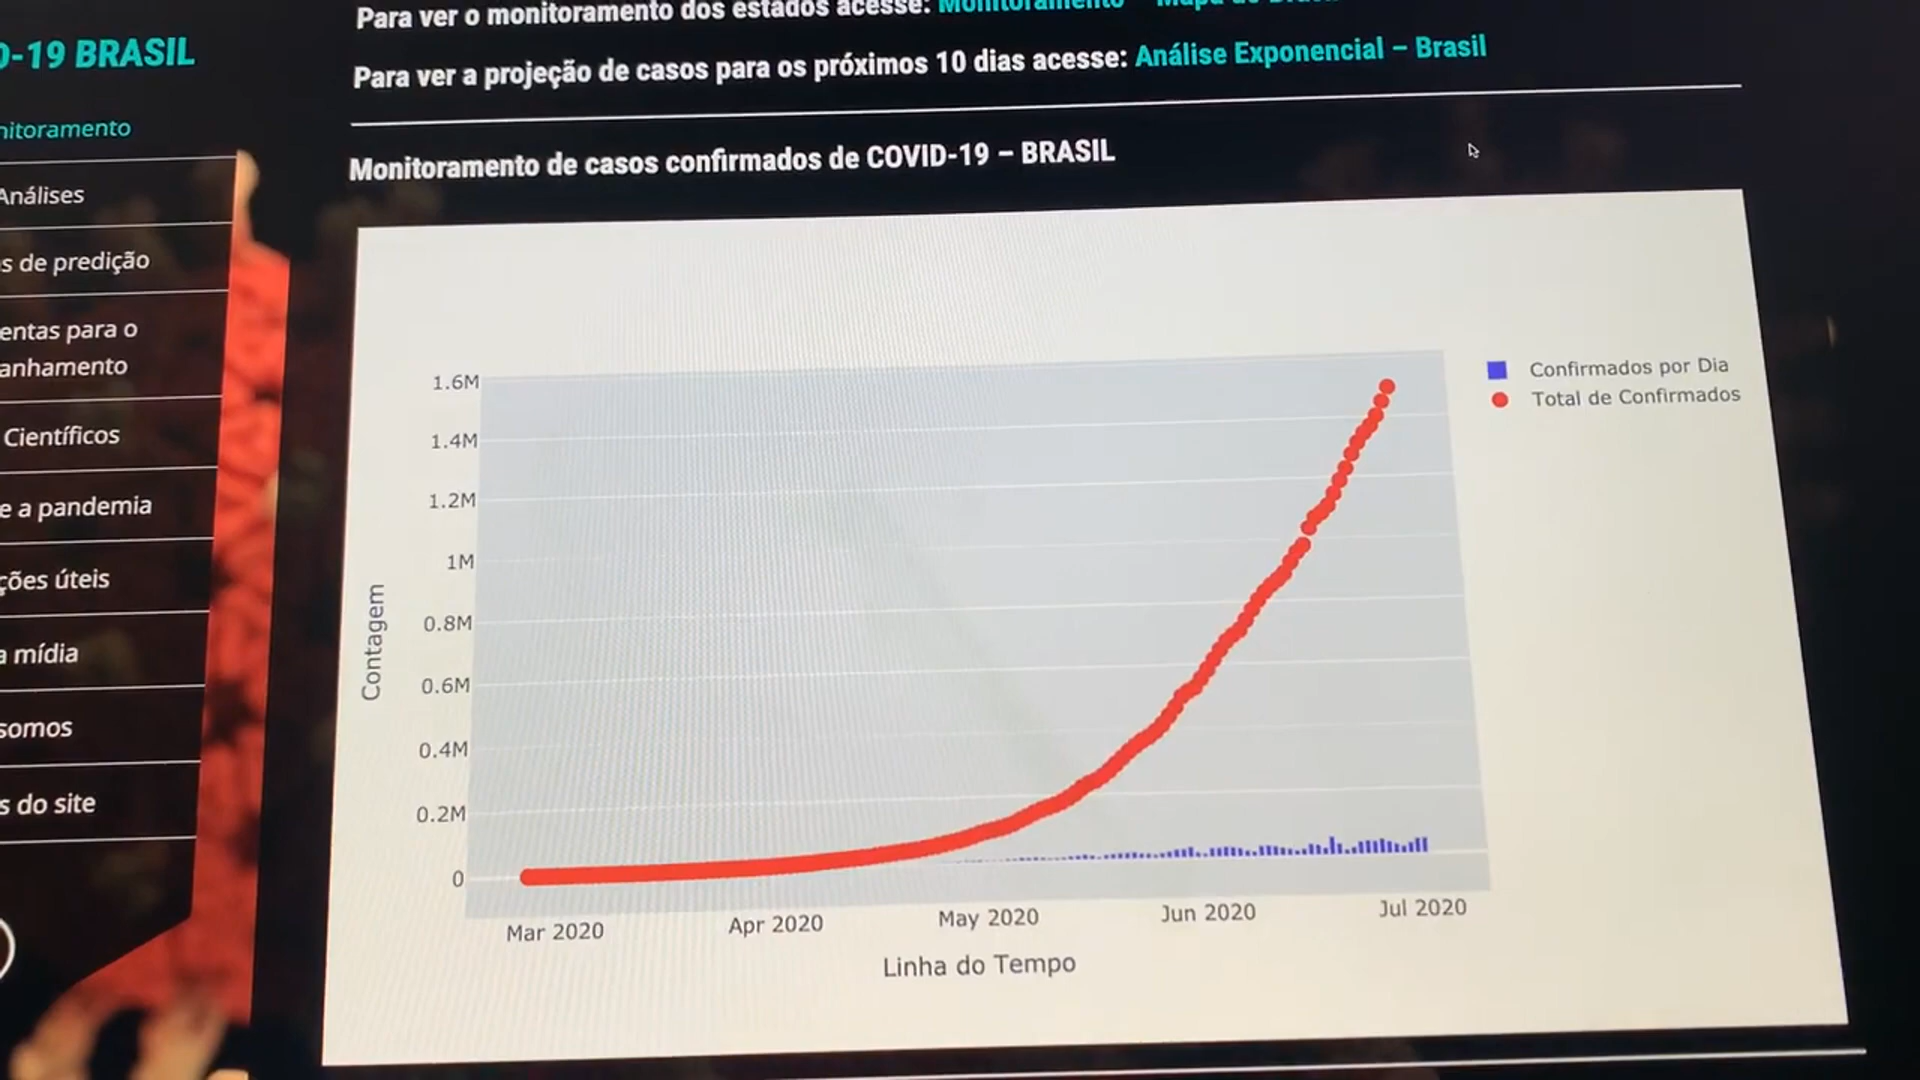 Para ver o monitoramento dos estados acesse: Monitoramento –
Para ver a projeção de casos para os próximos 10 dias acesse: Análise Exponencial – Brasil
-19 BRASIL
Monitoramento de casos confirmados de COVID-19 – BRASIL
nitoramento
Análises
s de predição
entas para o
anhamento
Científicos
e a pandemia
ções úteis
a mídia
somos
s do site
Confirmados por Dia
Total de Confirmados
1.6M
1.4M
1.2M
1M
0.8M
0.6M
0.4M
0.2M
0
Contagem
Mar 2020 Apr 2020 May 2020 Jun 2020 Jul 2020
Linha do Tempo